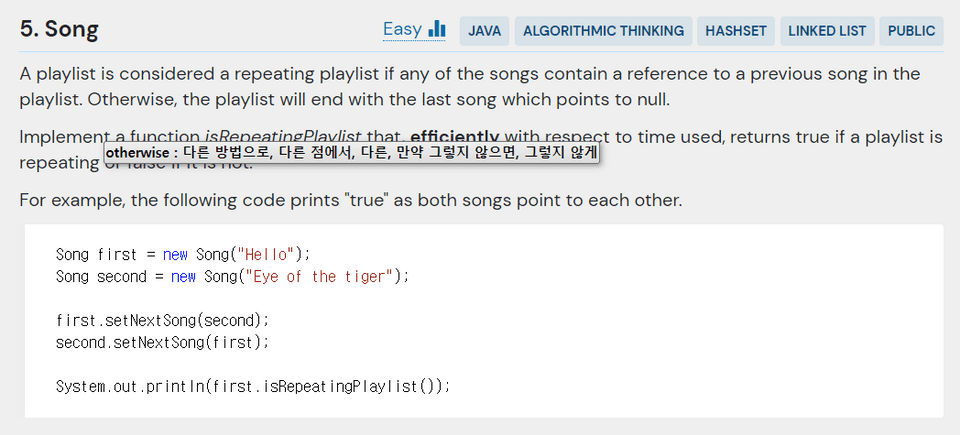 5. Song
Easy
JAVA
ALGORITHMIC THINKING
HASHSET
LINKED LIST
PUBLIC
A playlist is considered a repeating playlist if any of the songs contain a reference to a previous song in the
playlist. Otherwise, the playlist will end with the last song which points to null.
Implement a function isRepeatingPlaylist that, efficiently with respect to time used, returns true if a playlist is
otherwise : 다른 방법으로, 다른 점에서, 다른, 만약 그렇지 않으면, 그렇지 않게
repeating or false if it is not.
For example, the following code prints "true" as both songs point to each other.
Song first = new Song("Hello");
Song second = new Song("Eye of the tiger");
first.setNextSong(second);
second.setNextSong(first);
System.out.println(first.isRepeatingPlaylist());